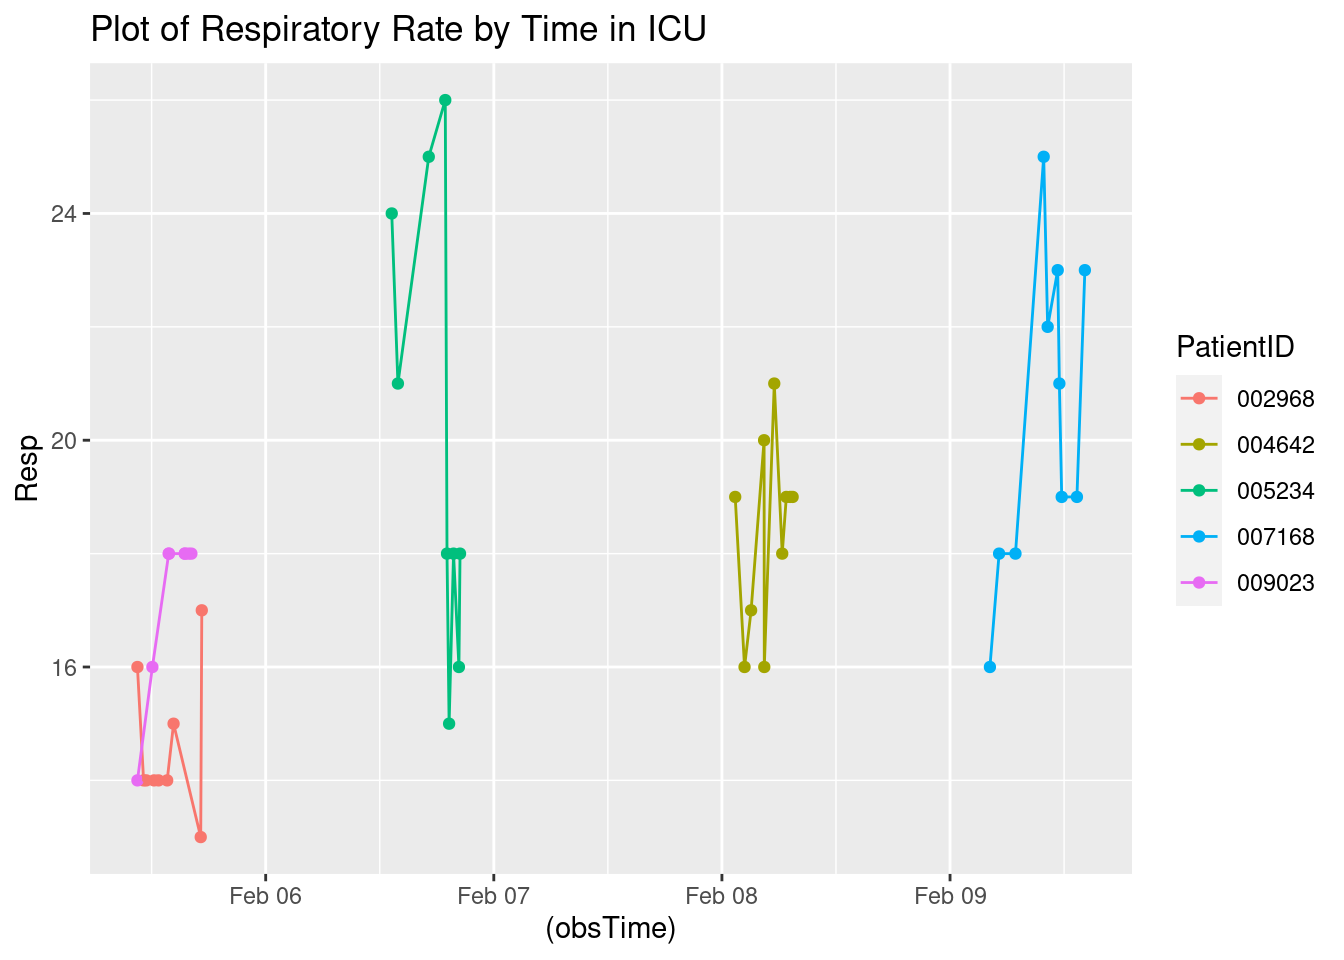 Plot of Respiratory Rate by Time in ICU
24
20
16
Resp
Feb 06
Feb 07
Feb 08
Feb 09
(obsTime)
PatientID
002968
004642
005234
007168
009023